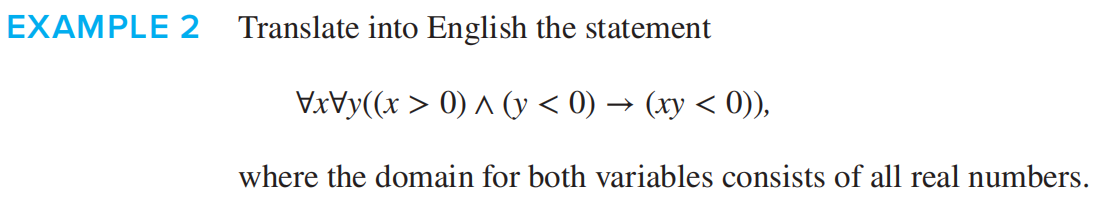 EXAMPLE 2 Translate into English the statement
∀x∀y((x > 0) ∧ (y < 0) → (xy < 0)),
where the domain for both variables consists of all real numbers.